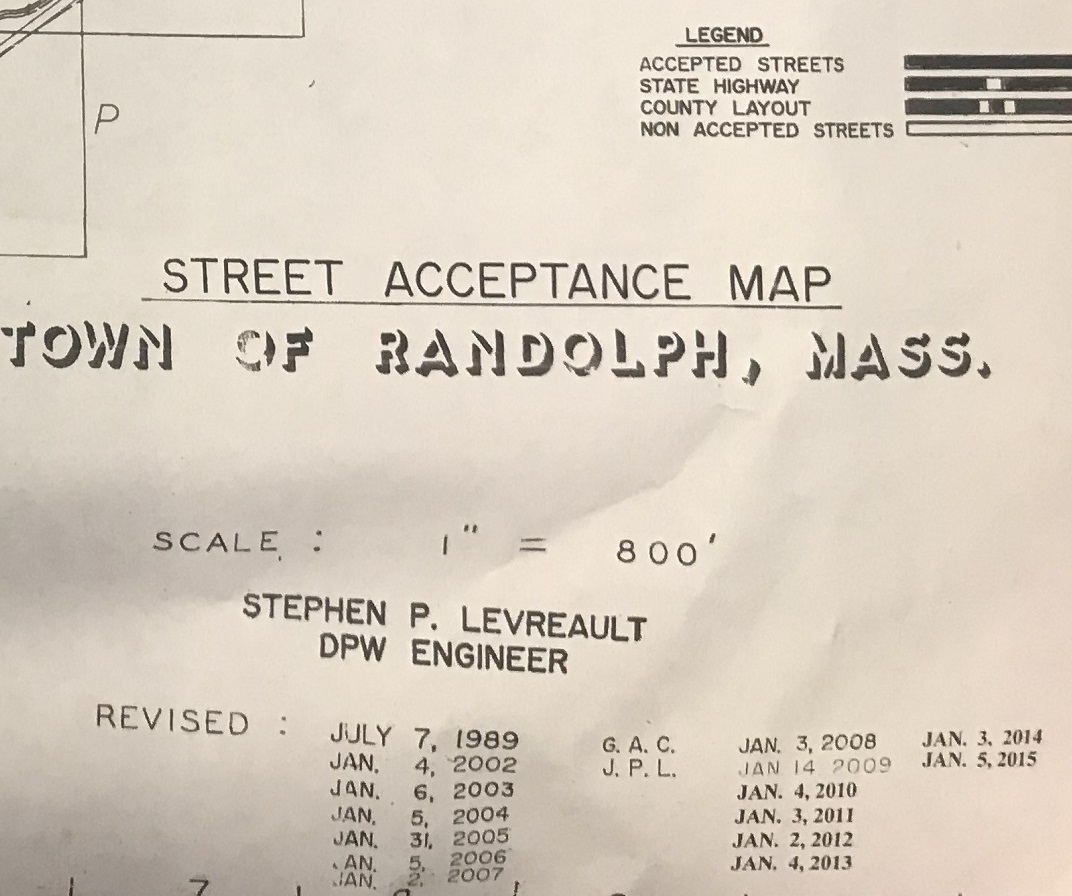 LEGEND
ACCEPTED STREETS
STATE HIGHWAY
COUNTY LAYOUT
NON ACCEPTED STREETS
P
STREET ACCEPTANCE MAP
TOWN OF RANDOLPH, MASS.
SCALE : 1" = 800'
STEPHEN P. LEVREAULT
DPW ENGINEER
REVISED :
JULY 7, 1989 G. A. C. JAN. 3, 2008 JAN. 3, 2014
JAN. 4, 2002 J. P. L. JAN 14 2009 JAN. 5, 2015
JAN. 6, 2003 JAN. 4, 2010
JAN. 5, 2004 JAN. 3, 2011
JAN. 31, 2005 JAN. 2, 2012
JAN. 5, 2006 JAN. 4, 2013
JAN. 2, 2007